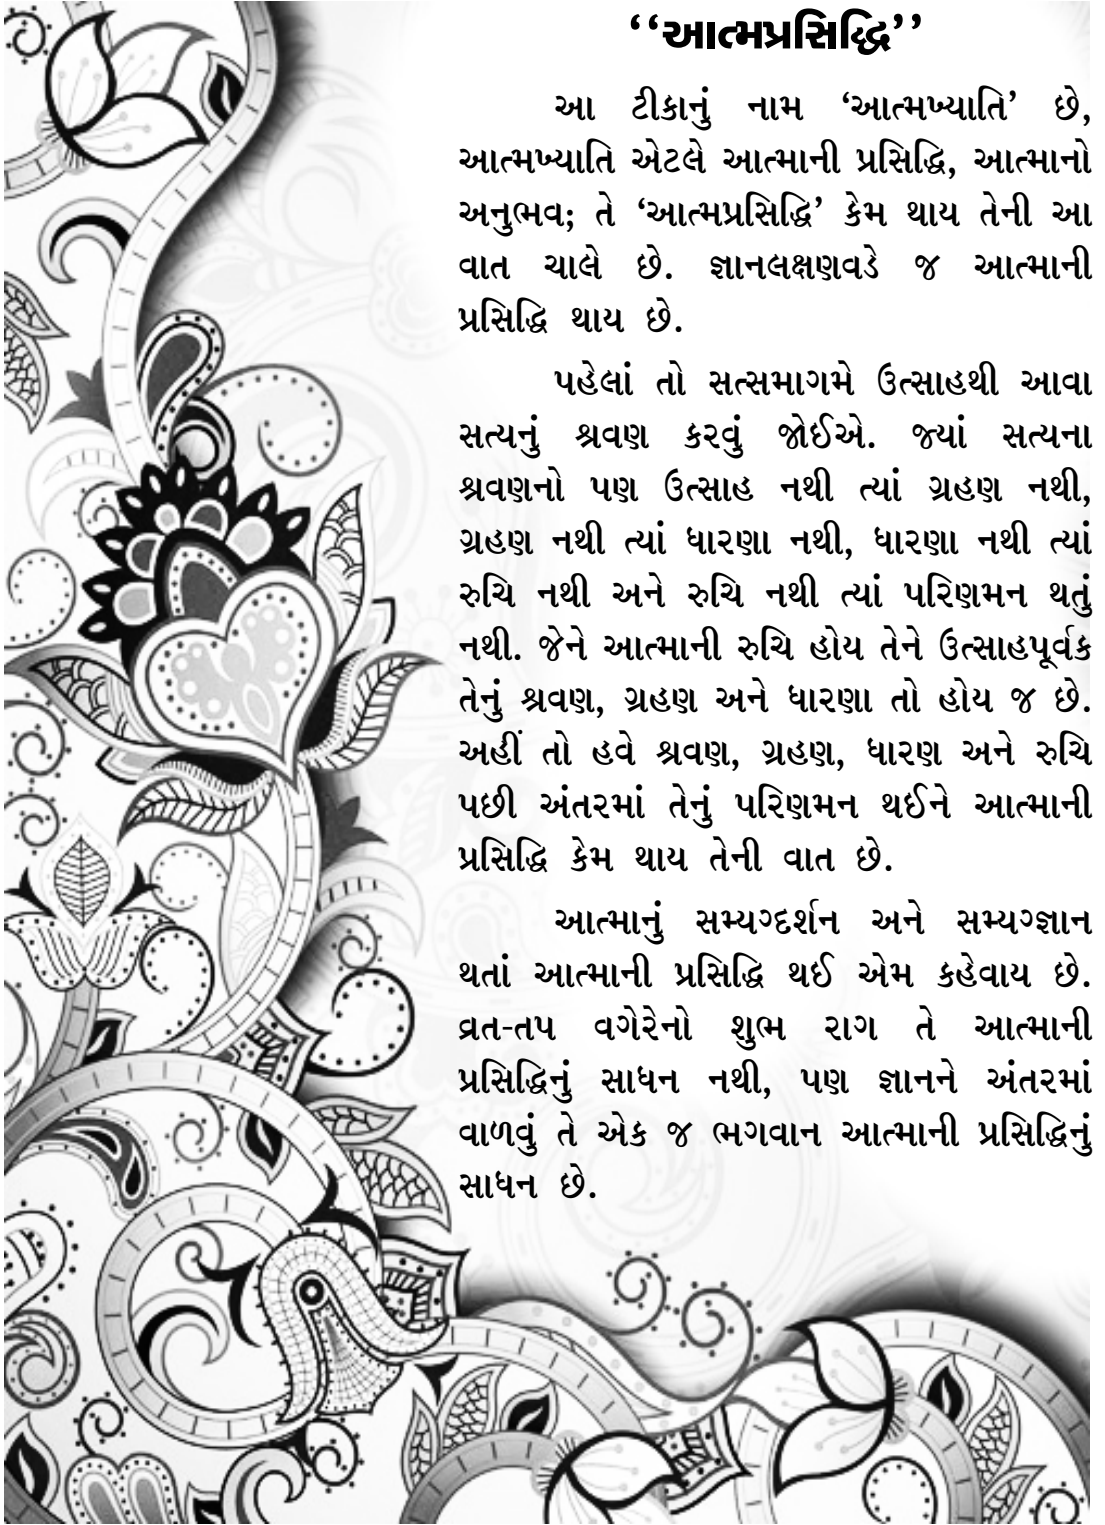 ‘‘આત્મપ્રસિદ્ધિ’’
આ ટીકાનું નામ ‘આત્મખ્યાતિ’ છે,
આત્મખ્યાતિ એટલે આત્માની પ્રસિદ્ધિ, આત્માનો
અનુભવ; તે ‘આત્મપ્રસિદ્ધિ’ કેમ થાય તેની આ
વાત ચાલે છે. જ્ઞાનલક્ષણવડે જ આત્માની
પ્રસિદ્ધિ થાય છે.
પહેલાં તો સત્સમાગમે ઉત્સાહથી આવા
સત્યનું શ્રવણ કરવું જોઈએ. જ્યાં સત્યના
શ્રવણનો પણ ઉત્સાહ નથી ત્યાં ગ્રહણ નથી,
ગ્રહણ નથી ત્યાં ધારણા નથી, ધારણા નથી ત્યાં
રુચિ નથી અને રુચિ નથી ત્યાં પરિણમન થતું
નથી. જેને આત્માની રુચિ હોય તેને ઉત્સાહપૂર્વક
તેનું શ્રવણ, ગ્રહણ અને ધારણા તો હોય જ છે.
અહીં તો હવે શ્રવણ, ગ્રહણ, ધારણ અને રુચિ
પછી અંતરમાં તેનું પરિણમન થઈને આત્માની
પ્રસિદ્ધિ કેમ થાય તેની વાત છે.
આત્માનું સમ્યગ્દર્શન અને સમ્યગ્જ્ઞાન
થતાં આત્માની પ્રસિદ્ધિ થઈ એમ કહેવાય છે.
વ્રત-તપ વગેરેનો શુભ રાગ તે આત્માની
પ્રસિદ્ધિનું સાધન નથી, પણ જ્ઞાનને અંતરમાં
વાળવું તે એક જ ભગવાન આત્માની પ્રસિદ્ધિનું
સાધન છે.